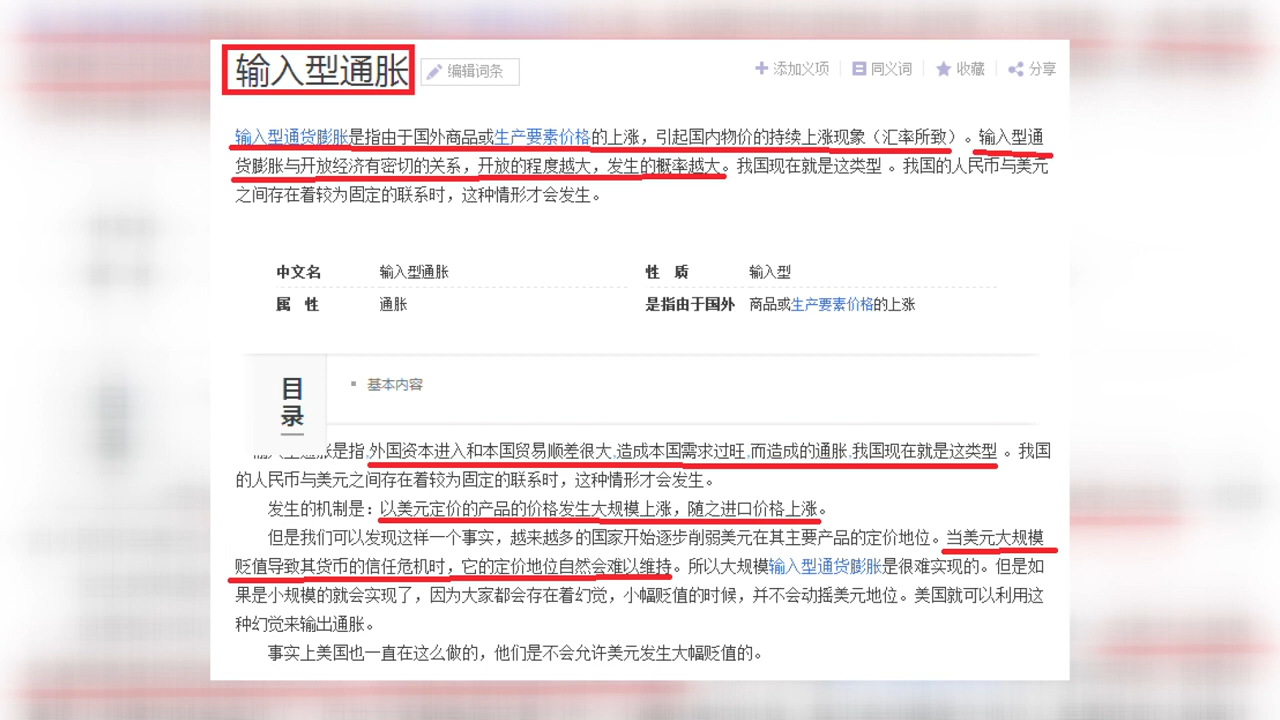 输入型通胀
编辑词条
添加义项
同义词
收藏
分享
输入型通货膨胀是指由于国外商品或生产要素价格的上涨，引起国内物价的持续上涨现象（汇率所致）。输入型通
货膨胀与开放经济有密切的关系，开放的程度越大，发生的概率越大。我国现在就是这类型 。我国的人民币与美元
之间存在着较为固定的联系时，这种情形才会发生。
中文名 输入型通胀 性 质 输入型
属 性 通胀 是指由于国外 商品或生产要素价格的上涨
目录
基本内容
输入型通胀是指,外国资本进入和本国贸易顺差很大,造成本国需求过旺,而造成的通胀,我国现在就是这类型 。我国
的人民币与美元之间存在着较为固定的联系时，这种情形才会发生。
发生的机制是：以美元定价的产品的价格发生大规模上涨，随之进口价格上涨。
但是我们可以发现这样一个事实，越来越多的国家开始逐步削弱美元在其主要产品的定价地位。当美元大规模
贬值导致其货币的信任危机时，它的定价地位自然会难以维持。所以大规模输入型通货膨胀是很难实现的。但是如
果是小规模的就会实现了，因为大家都会存在着幻觉，小幅贬值的时候，并不会动摇美元地位。美国就可以利用这
种幻觉来输出通胀。
事实上美国也一直在这么做的，他们是不会允许美元发生大幅贬值的。